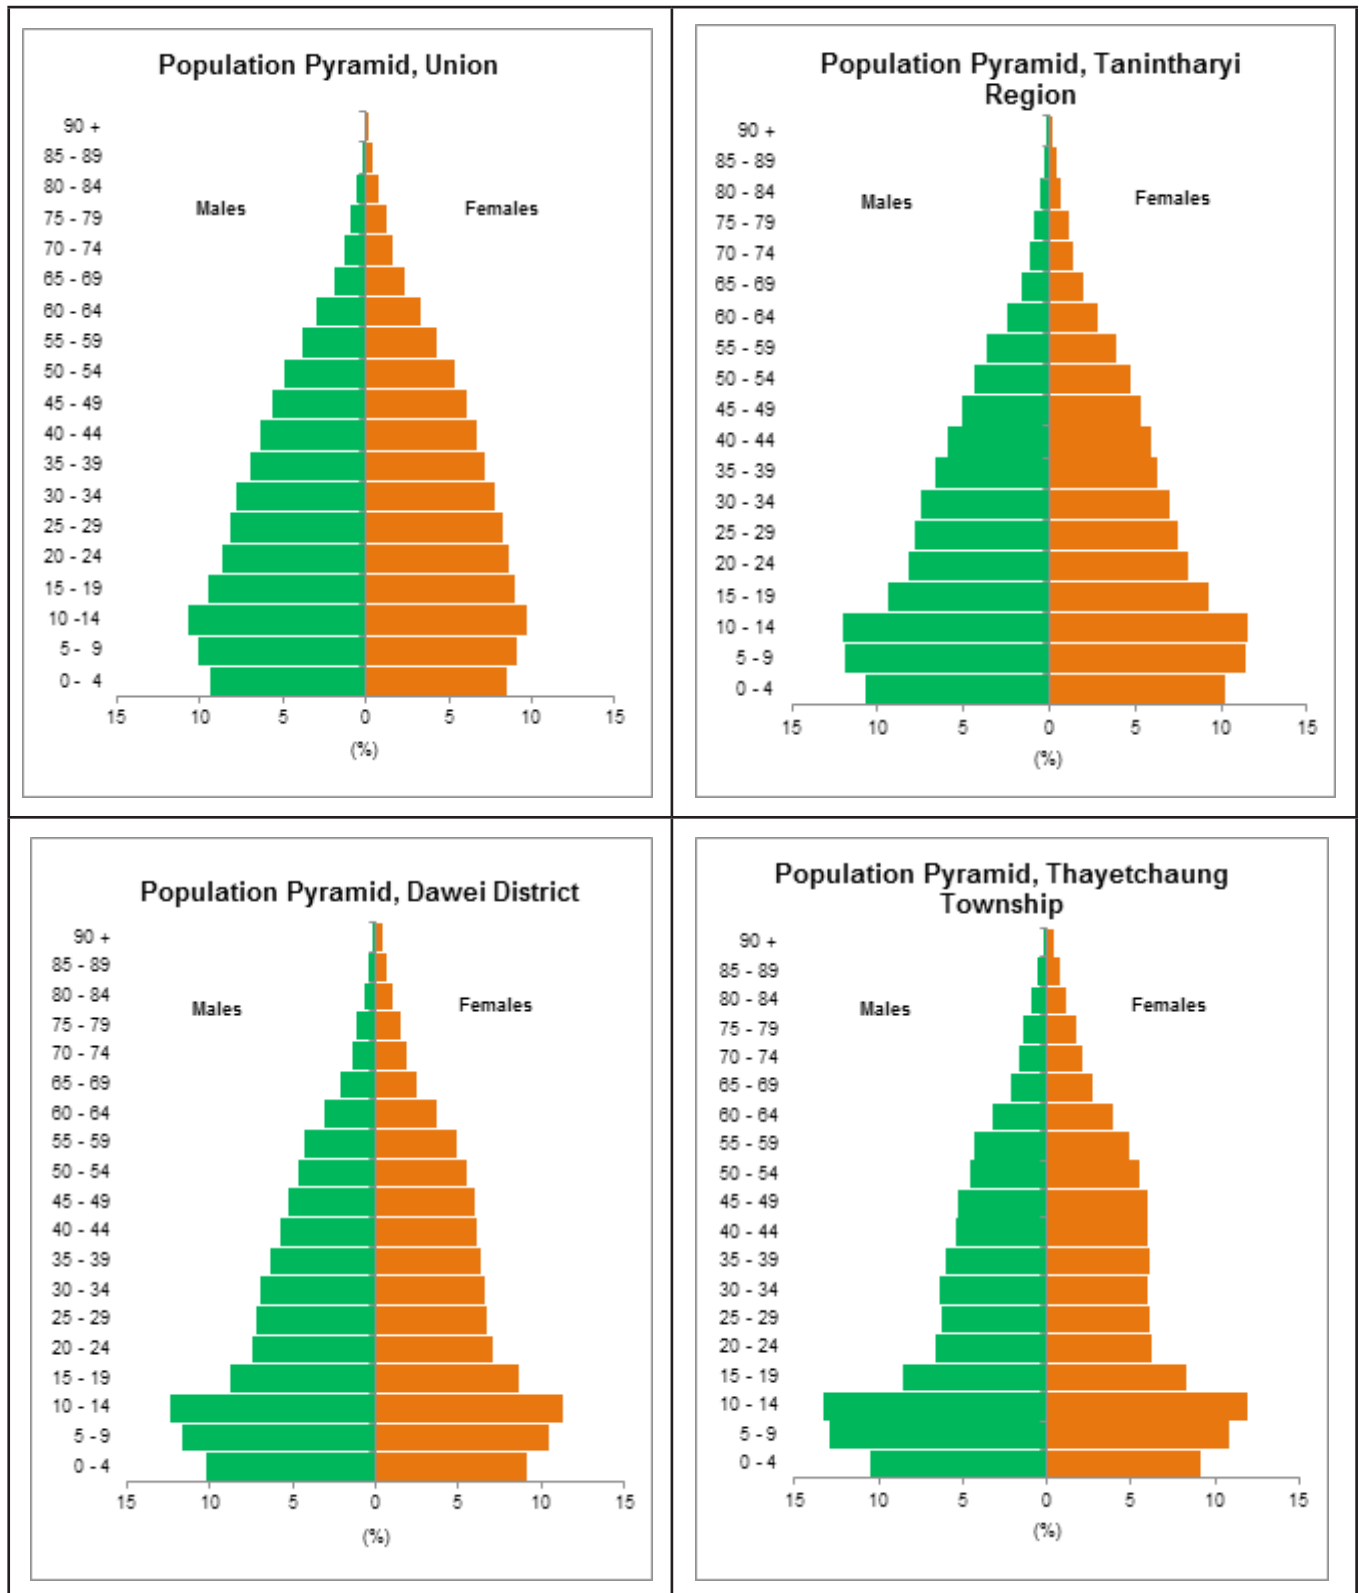 Population Pyramid, Union
90 +
85 - 89
80 - 84
75 - 79
70 - 74
65 - 69
60 - 64
55 - 59
50 - 54
45 - 49
40 - 44
35 - 39
30 - 34
25 - 29
20 - 24
15 - 19
10 -14
5 - 9
0 - 4
Males
Females
15 10 5 0 5 10 15
(%)
Population Pyramid, Tanintharyi
Region
90 +
85 - 89
80 - 84
75 - 79
70 - 74
65 - 69
60 - 64
55 - 59
50 - 54
45 - 49
40 - 44
35 - 39
30 - 34
25 - 29
20 - 24
15 - 19
10 - 14
5 - 9
0 - 4
Males
Females
15 10 5 0 5 10 15
(%)
Population Pyramid, Dawei District
90 +
85 - 89
80 - 84
75 - 79
70 - 74
65 - 69
60 - 64
55 - 59
50 - 54
45 - 49
40 - 44
35 - 39
30 - 34
25 - 29
20 - 24
15 - 19
10 - 14
5 - 9
0 - 4
Males
Females
15 10 5 0 5 10 15
(%)
Population Pyramid, Thayetchaung
Township
90 +
85 - 89
80 - 84
75 - 79
70 - 74
65 - 69
60 - 64
55 - 59
50 - 54
45 - 49
40 - 44
35 - 39
30 - 34
25 - 29
20 - 24
15 - 19
10 - 14
5 - 9
0 - 4
Males
Females
15 10 5 0 5 10 15
(%)